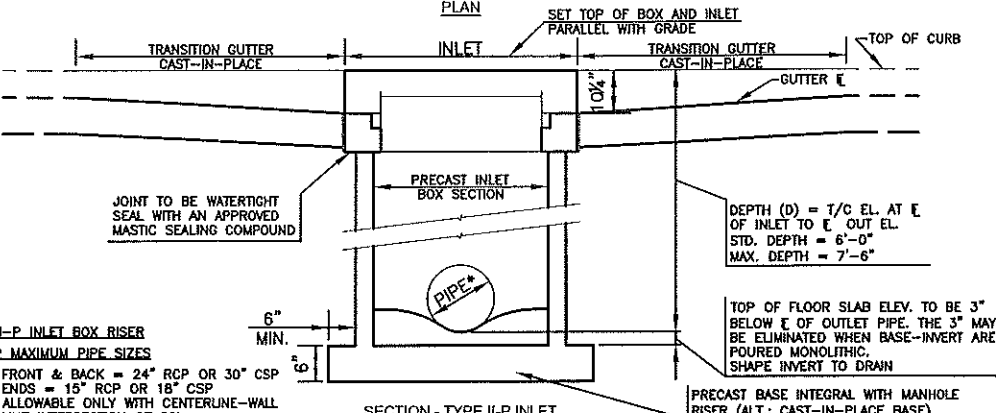 PLAN
SET TOP OF BOX AND INLET
PARALLEL WITH GRADE
TRANSITION GUTTER
CAST-IN-PLACE
INLET
TRANSITION GUTTER
CAST-IN-PLACE
TOP OF CURB
GUTTER ℄
10¼"
PRECAST INLET
BOX SECTION
JOINT TO BE WATERTIGHT
SEAL WITH AN APPROVED
MASTIC SEALING COMPOUND
DEPTH (D) = T/C EL. AT ℄
OF INLET TO ℄ OUT EL.
STD. DEPTH = 6'-0"
MAX. DEPTH = 7'-6"
PIPE*
6"
MIN.
6"
TOP OF FLOOR SLAB ELEV. TO BE 3"
BELOW ℄ OF OUTLET PIPE. THE 3" MAY
BE ELIMINATED WHEN BASE-INVERT ARE
POURED MONOLITHIC.
SHAPE INVERT TO DRAIN
I-P INLET BOX RISER
MAXIMUM PIPE SIZES
FRONT & BACK = 24" RCP OR 30" CSP
ENDS = 15" RCP OR 18" CSP
ALLOWABLE ONLY WITH CENTERLINE-WALL
SECTION - TYPE II-P INLET
PRECAST BASE INTEGRAL WITH MANHOLE
RISER (ALT.: CAST-IN-PLACE BASE)